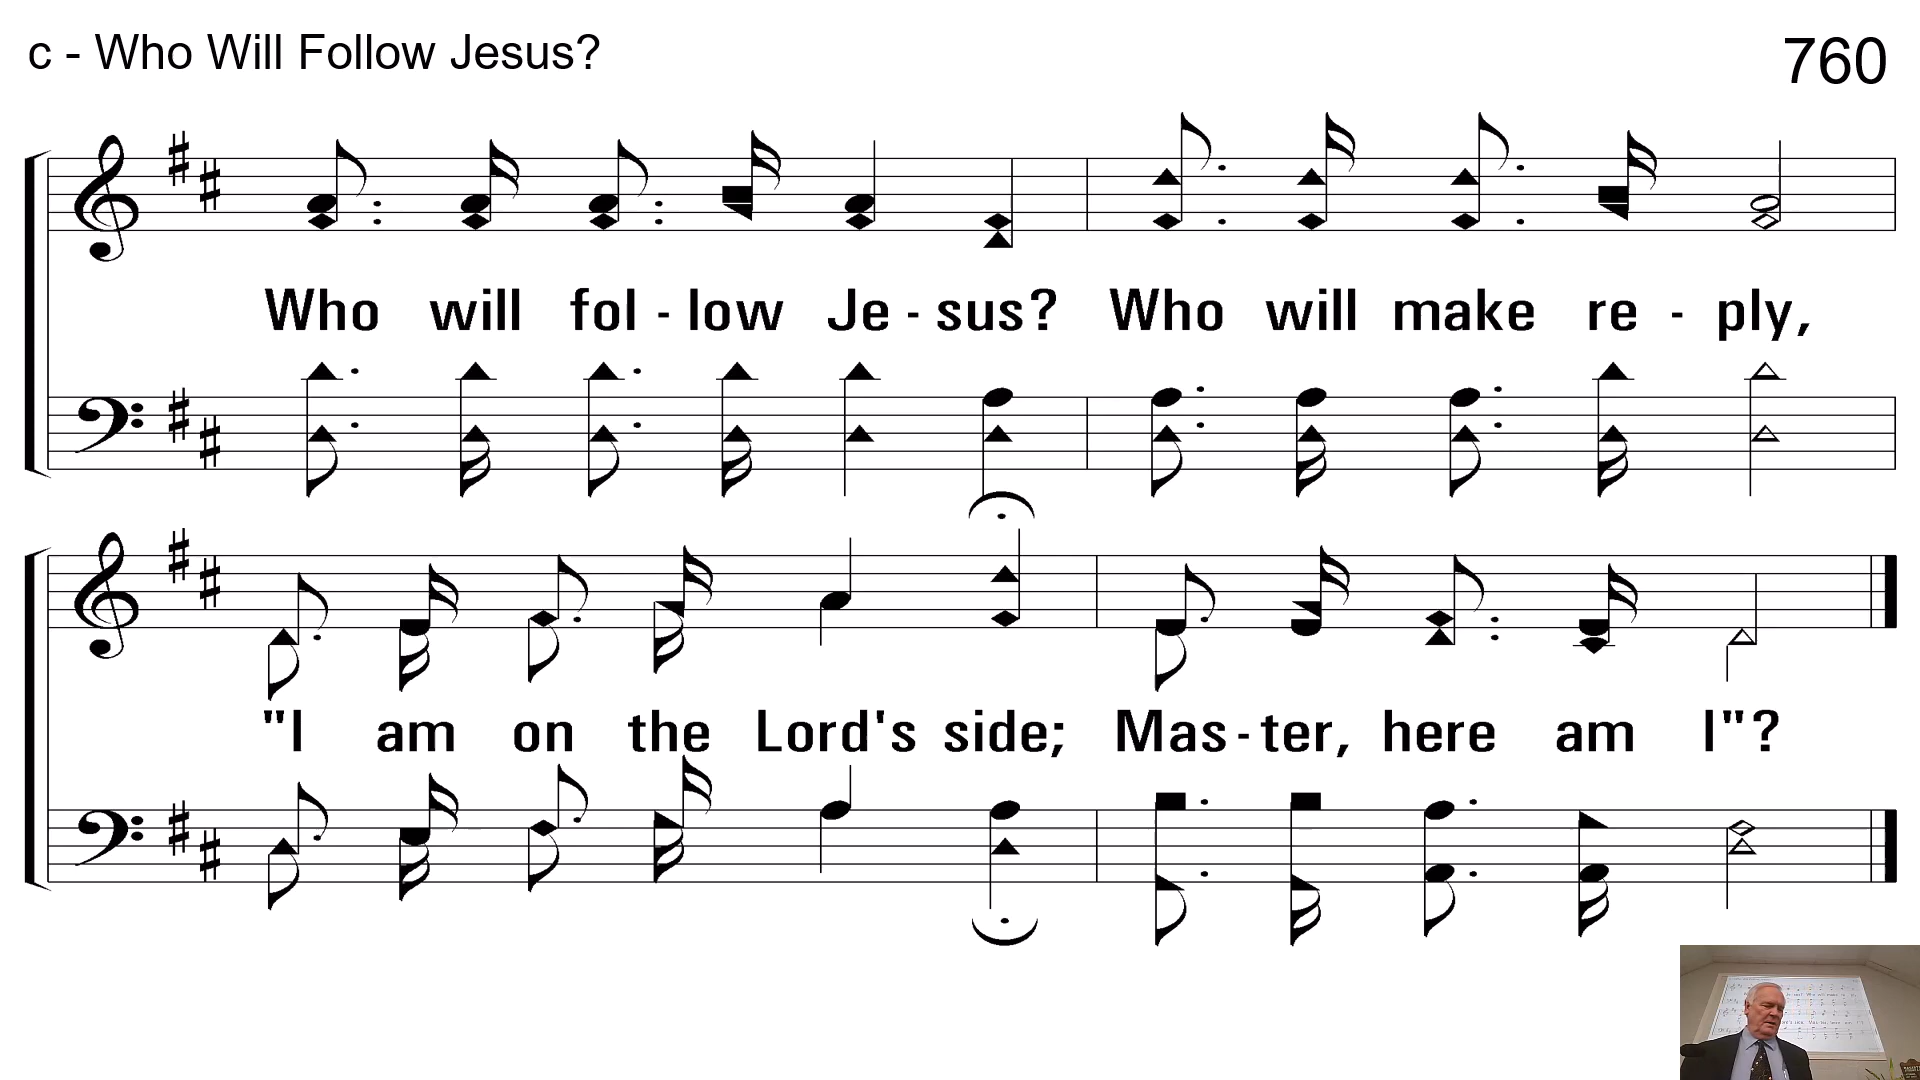 c - Who Will Follow Jesus?
760
Who will fol - low Je - sus? Who will make re - ply,
"I am on the Lord's side; Mas - ter, here am I"?